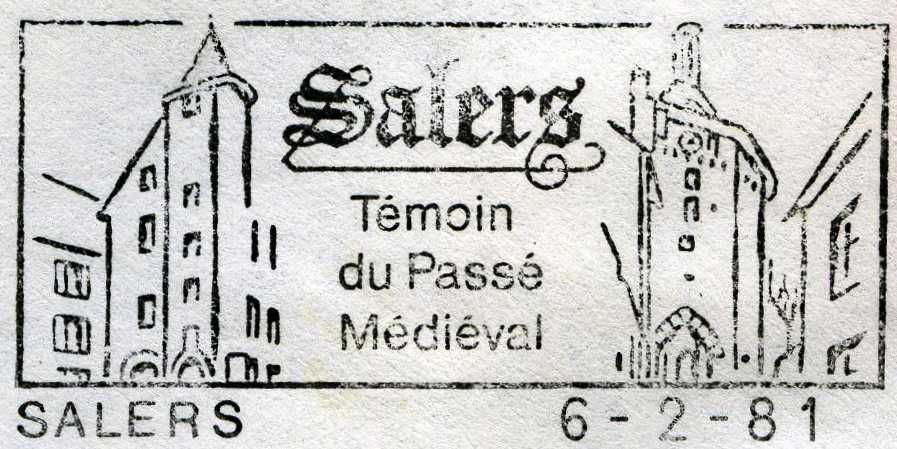 Salers
Témoin
du Passé
Médiéval
SALERS 6-2-81